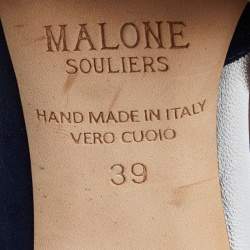 MALONE
SOULIERS
HAND MADE IN ITALY
VERO CUOIO
39